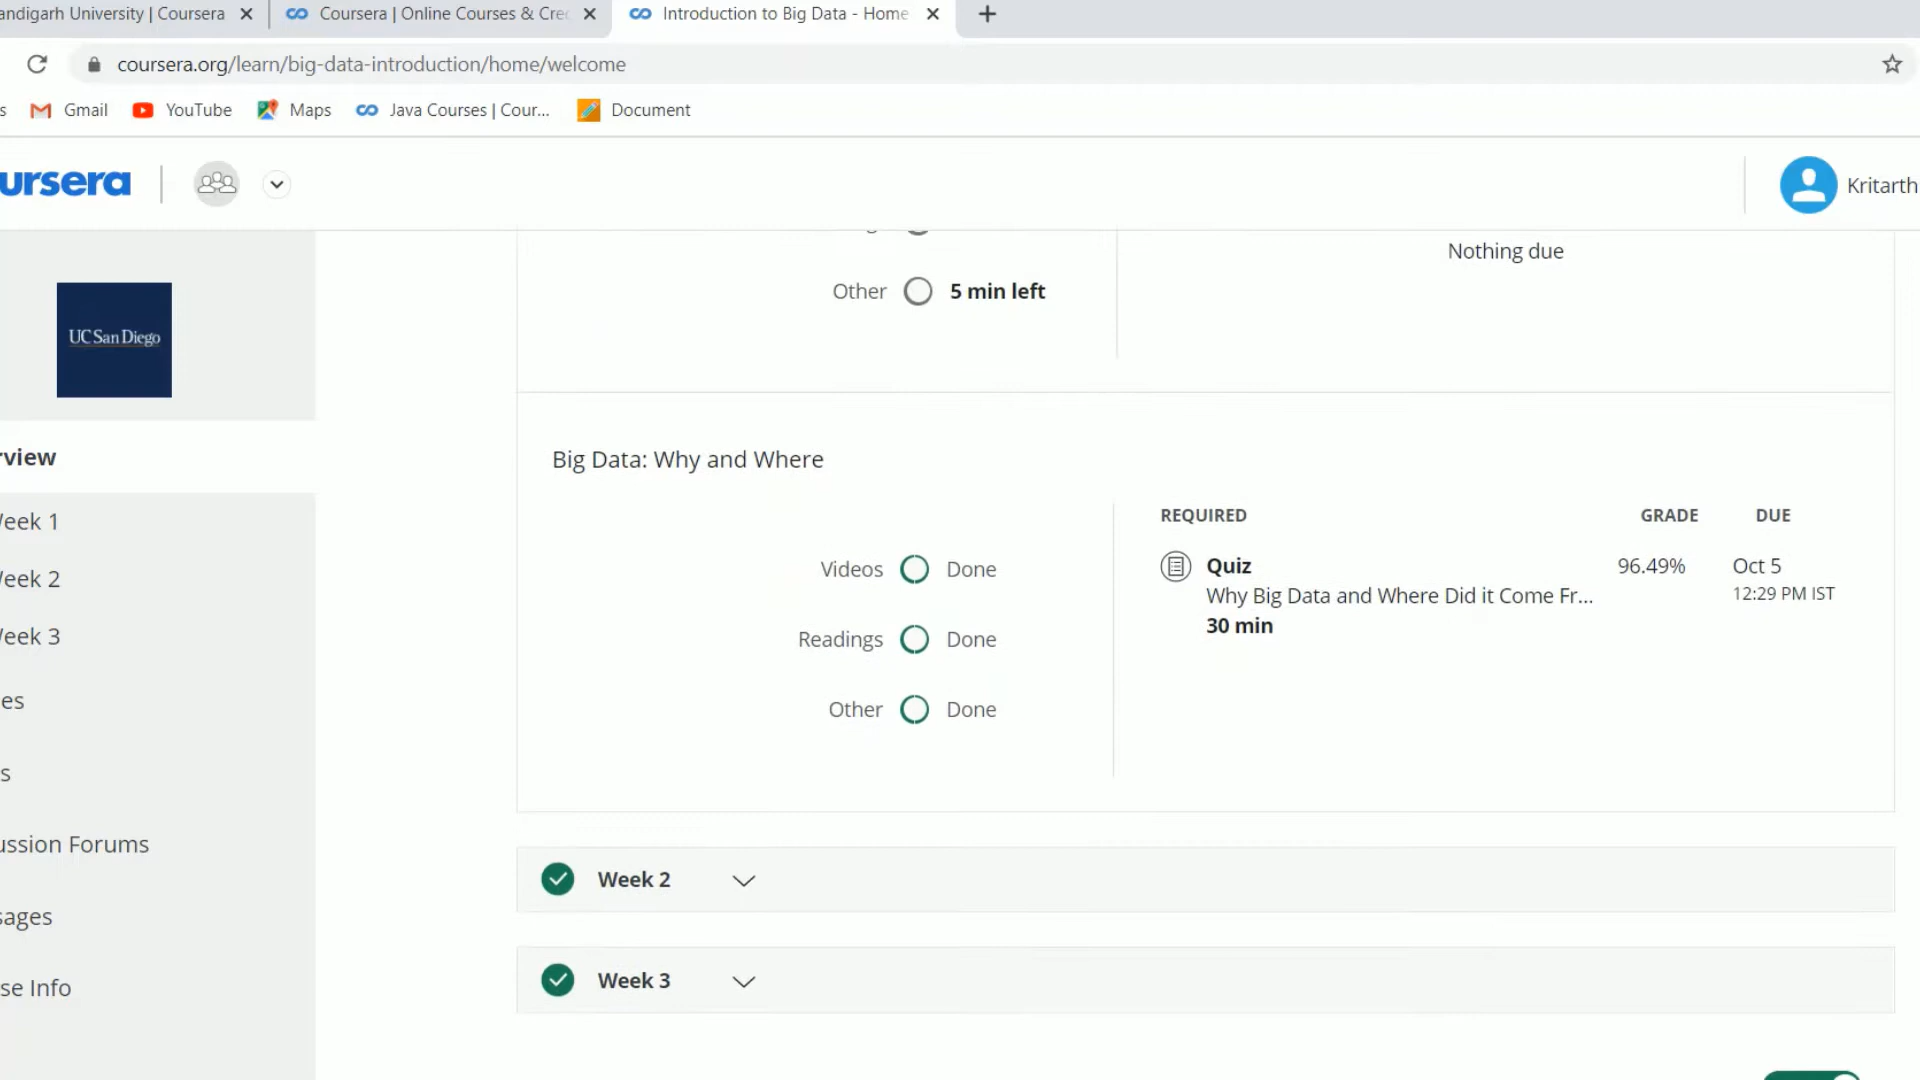 andigarh University | Coursera
Coursera | Online Courses & Cre
Introduction to Big Data - Home
coursera.org/learn/big-data-introduction/home/welcome
s
Gmail
YouTube
Maps
Java Courses | Cour...
Document
ursera
Kritarth
Nothing due
Other
5 min left
UC San Diego
rview
Big Data: Why and Where
REQUIRED
GRADE
DUE
eek 1
Videos
Done
Quiz
96.49%
Oct 5
eek 2
Why Big Data and Where Did it Come Fr...
12:29 PM IST
eek 3
Readings
Done
30 min
es
Other
Done
s
ussion Forums
Week 2
sages
Week 3
se Info